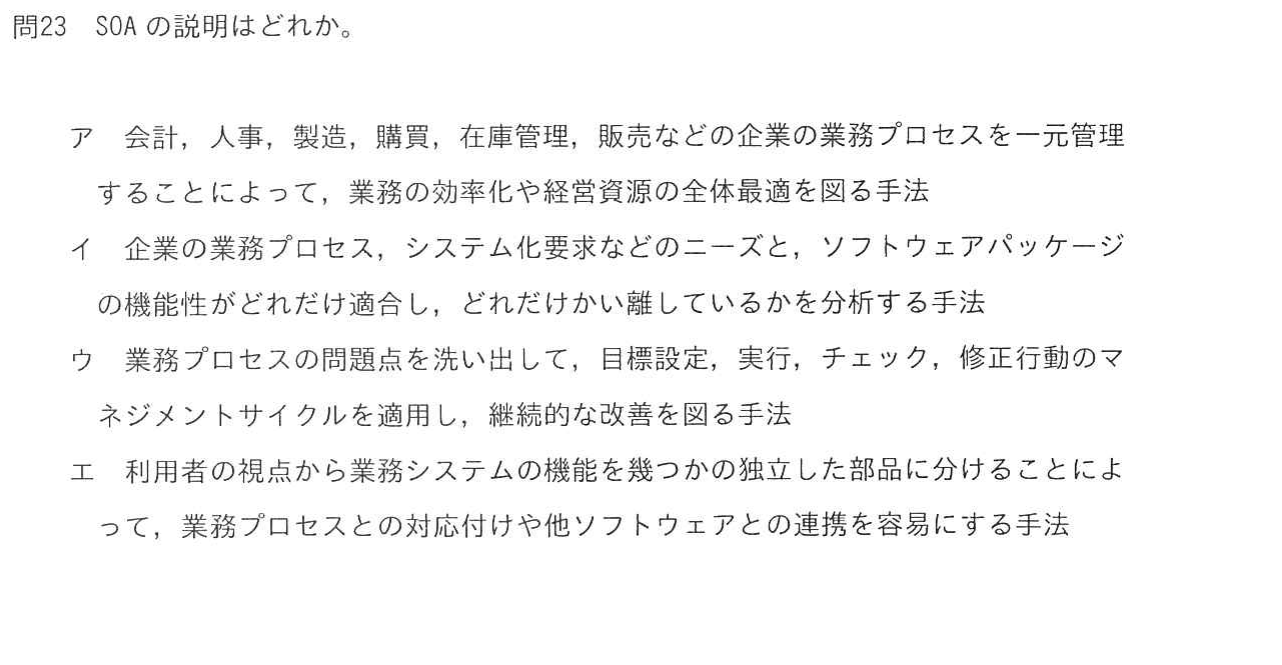 問23　SOA の説明はどれか。
ア　会計，人事，製造，購買，在庫管理，販売などの企業の業務プロセスを一元管理
することによって，業務の効率化や経営資源の全体最適を図る手法
イ　企業の業務プロセス，システム化要求などのニーズと，ソフトウェアパッケージ
の機能性がどれだけ適合し，どれだけかい離しているかを分析する手法
ウ　業務プロセスの問題点を洗い出して，目標設定，実行，チェック，修正行動のマ
ネジメントサイクルを適用し，継続的な改善を図る手法
エ　利用者の視点から業務システムの機能を幾つかの独立した部品に分けることによ
って，業務プロセスとの対応付けや他ソフトウェアとの連携を容易にする手法